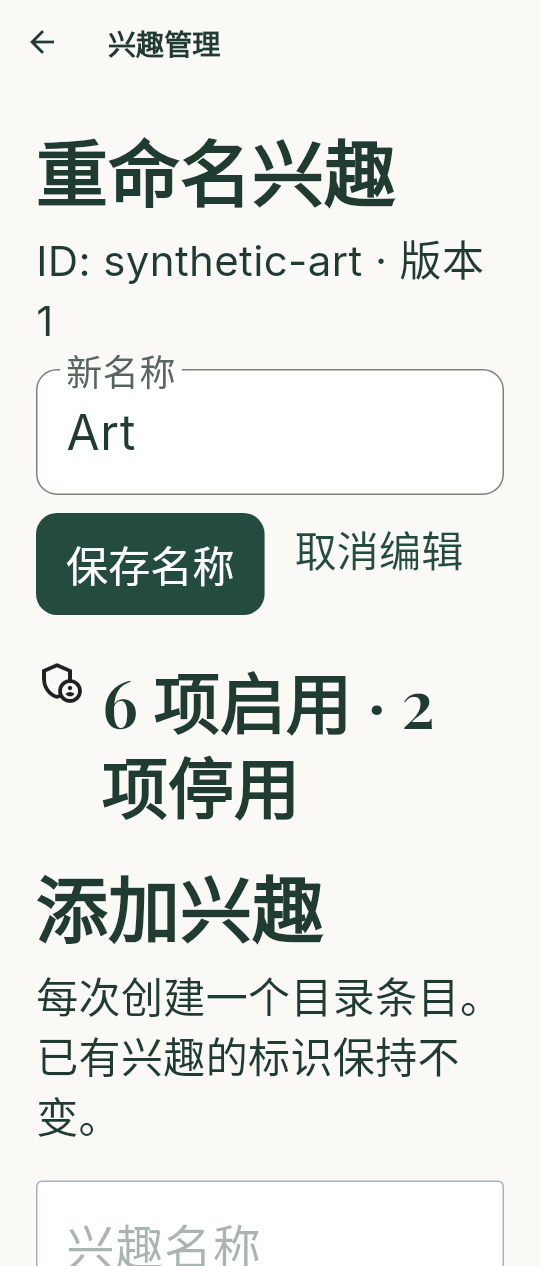 兴趣管理
重命名兴趣
ID: synthetic-art · 版本
1
新名称
Art
保存名称
取消编辑
6 项启用 · 2
项停用
添加兴趣
每次创建一个目录条目。
已有兴趣的标识保持不
变。
兴趣名称